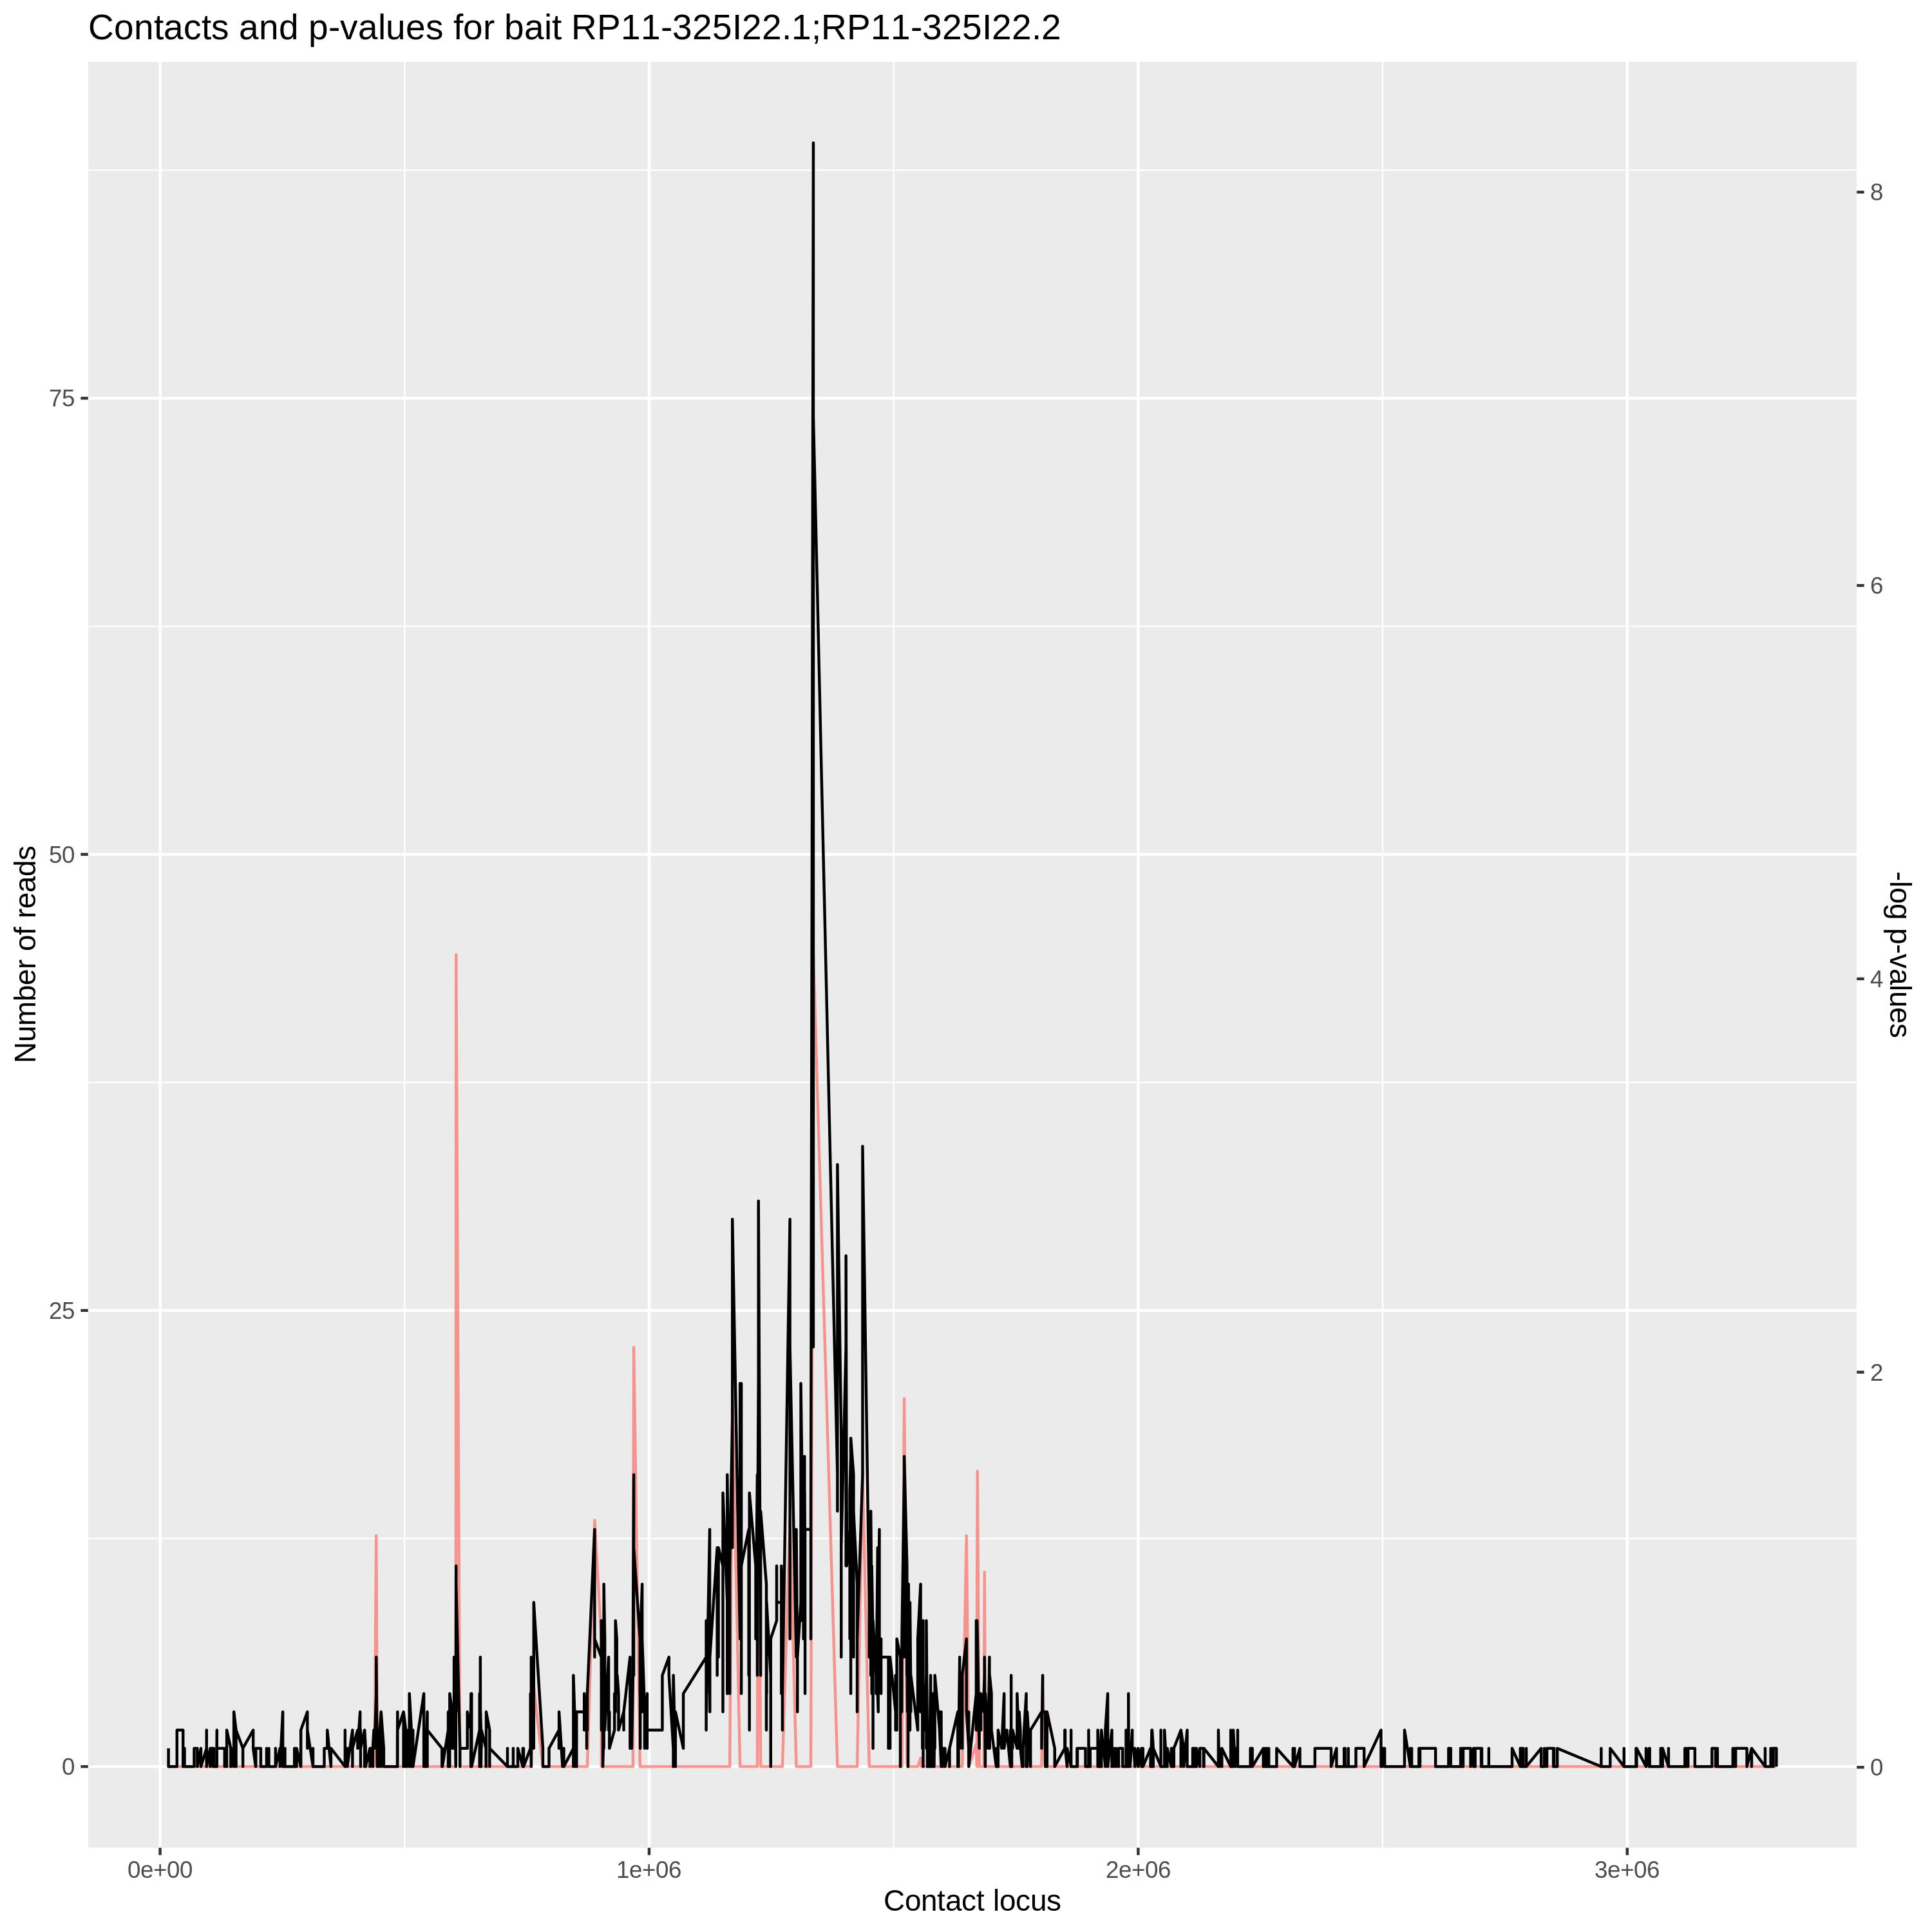 Contacts and p-values for bait RP11-325I22.1;RP11-325I22.2
Number of reads
75
50
25
0
8
6
4
2
0
-log p-values
0e+00
1e+06
2e+06
3e+06
Contact locus